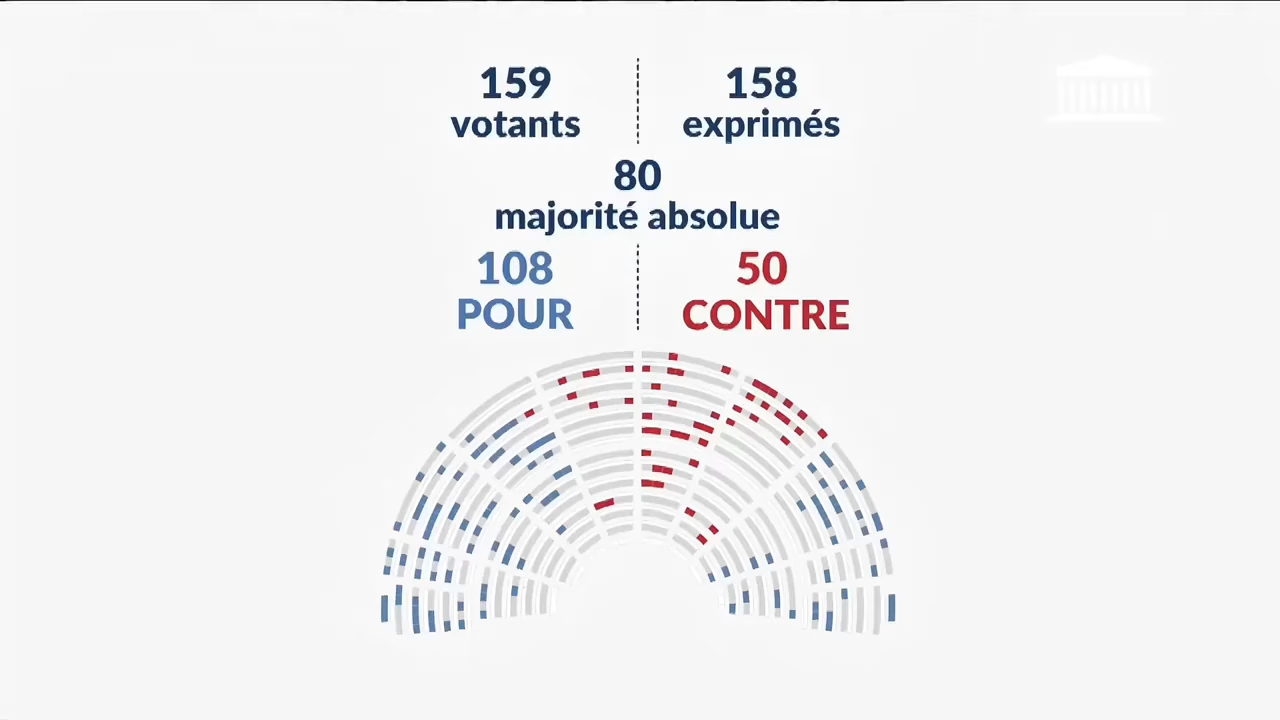 159
votants
158
exprimés
80
majorité absolue
108
POUR
50
CONTRE